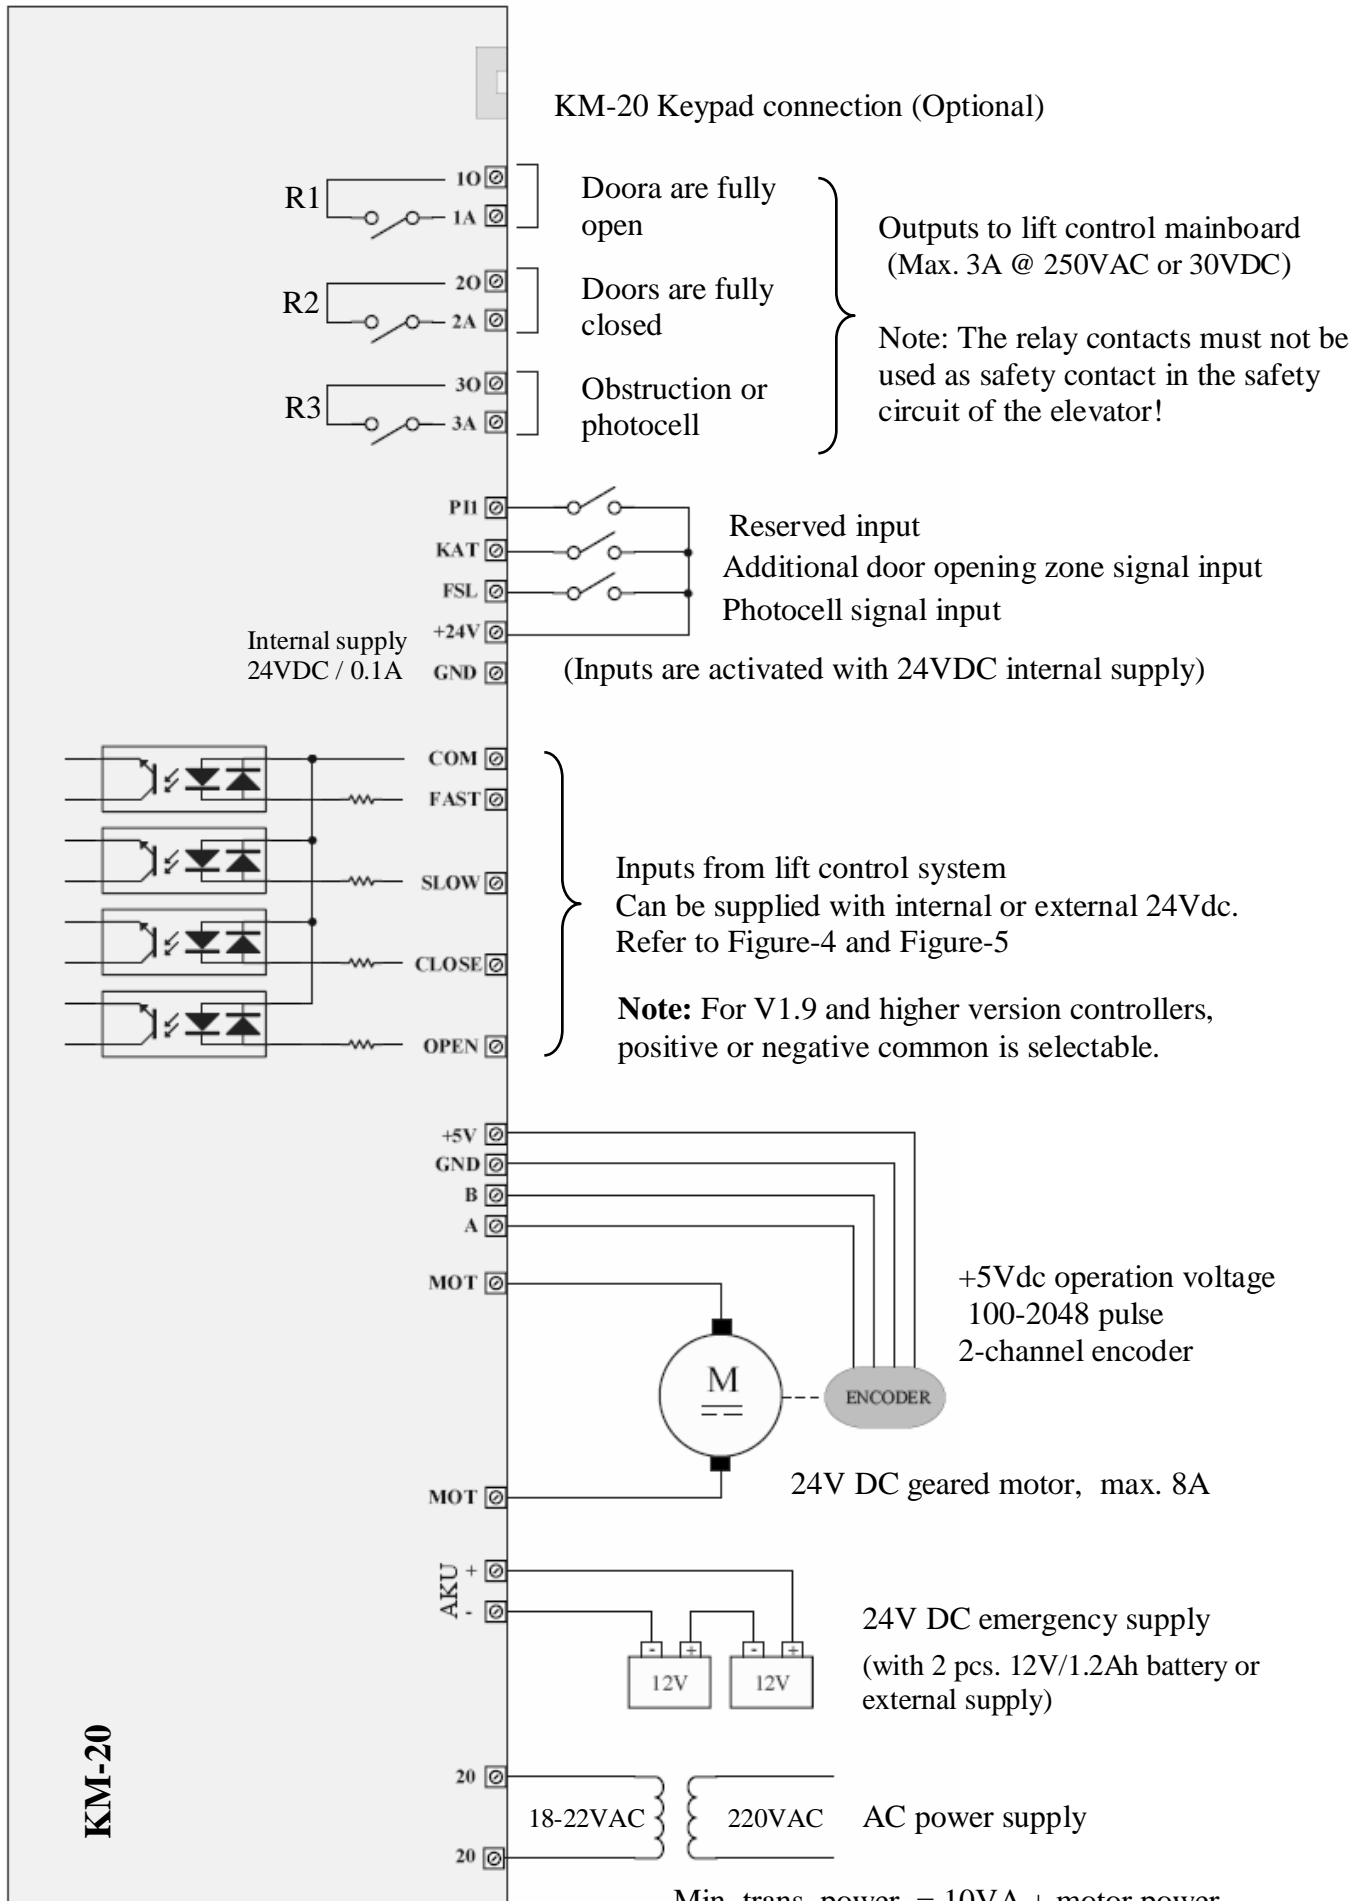 KM-20 Keypad connection (Optional)
R1
1O
1A
Doora are fully
open
R2
2O
2A
Doors are fully
closed
R3
3O
3A
Obstruction or
photocell
Outputs to lift control mainboard
(Max. 3A @ 250VAC or 30VDC)
Note: The relay contacts must not be
used as safety contact in the safety
circuit of the elevator!
PI1
Reserved input
KAT
Additional door opening zone signal input
FSL
Photocell signal input
+24V
Internal supply
24VDC / 0.1A
GND
(Inputs are activated with 24VDC internal supply)
COM
FAST
SLOW
CLOSE
OPEN
Inputs from lift control system
Can be supplied with internal or external 24Vdc.
Refer to Figure-4 and Figure-5
Note: For V1.9 and higher version controllers,
positive or negative common is selectable.
+5V
GND
B
A
MOT
+5Vdc operation voltage
100-2048 pulse
2-channel encoder
M
ENCODER
24V DC geared motor, max. 8A
MOT
AKU
+
-
- + - +
12V 12V
24V DC emergency supply
(with 2 pcs. 12V/1.2Ah battery or
external supply)
KM-20
20
18-22VAC 220VAC AC power supply
20
Min. trans. power = 10VA + motor power